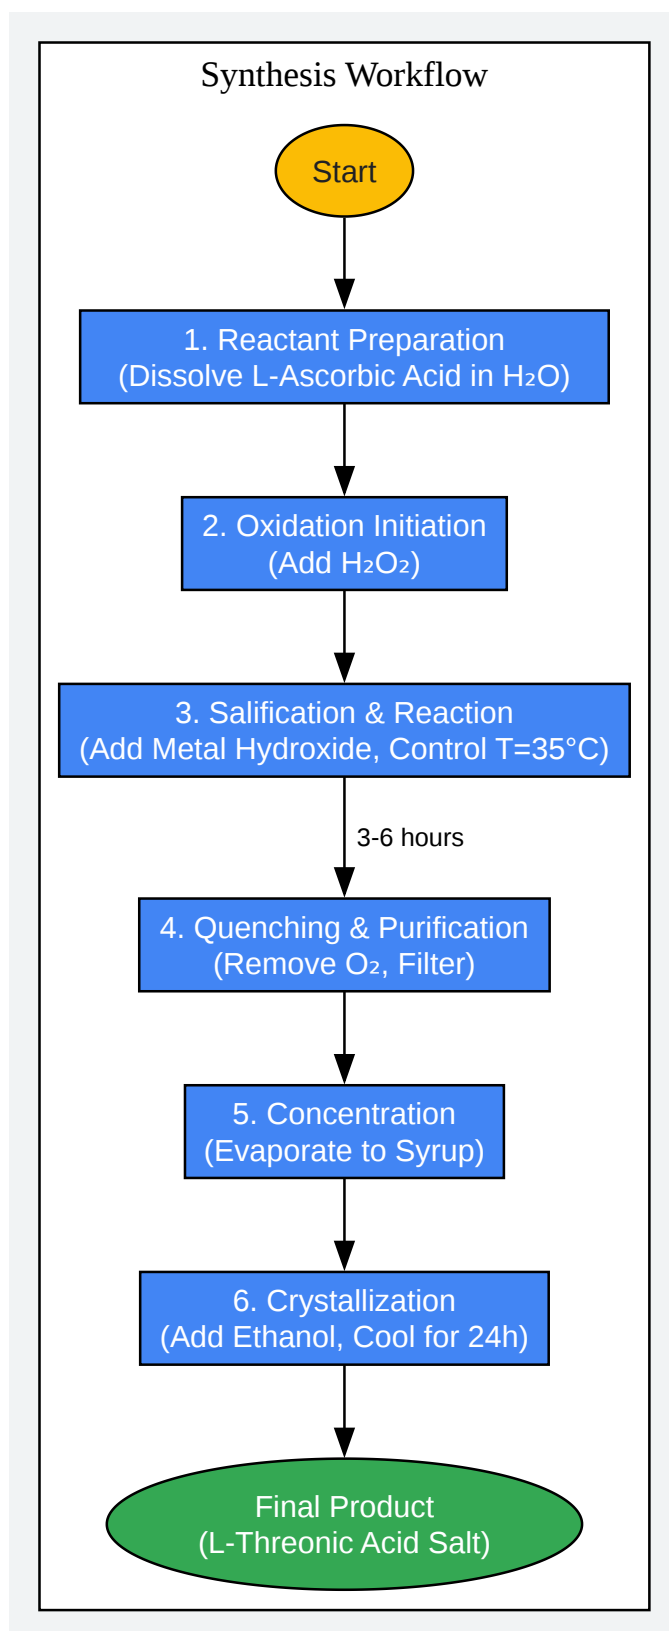 Synthesis Workflow
Start
1. Reactant Preparation
(Dissolve L-Ascorbic Acid in H₂O)
2. Oxidation Initiation
(Add H₂O₂)
3. Salification & Reaction
(Add Metal Hydroxide, Control T=35°C)
3-6 hours
4. Quenching & Purification
(Remove O₂, Filter)
5. Concentration
(Evaporate to Syrup)
6. Crystallization
(Add Ethanol, Cool for 24h)
Final Product
(L-Threonic Acid Salt)